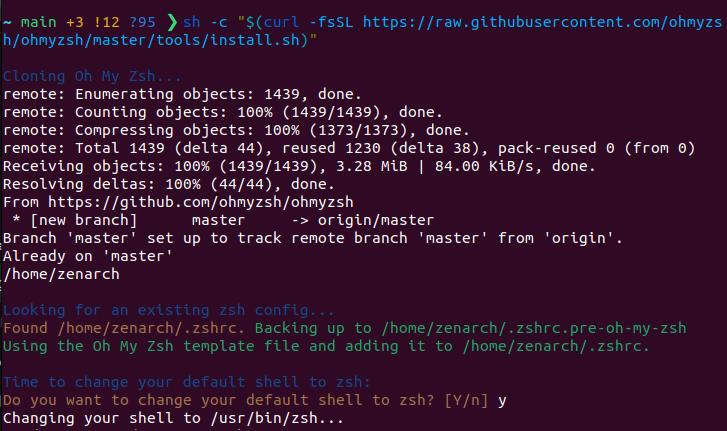 ~ main +3 !12 ?95 ❯ sh -c "$(curl -fsSL https://raw.githubusercontent.com/ohmyzs
h/ohmyzsh/master/tools/install.sh)"
Cloning Oh My Zsh...
remote: Enumerating objects: 1439, done.
remote: Counting objects: 100% (1439/1439), done.
remote: Compressing objects: 100% (1373/1373), done.
remote: Total 1439 (delta 44), reused 1230 (delta 38), pack-reused 0 (from 0)
Receiving objects: 100% (1439/1439), 3.28 MiB | 84.00 KiB/s, done.
Resolving deltas: 100% (44/44), done.
From https://github.com/ohmyzsh/ohmyzsh
 * [new branch]      master     -> origin/master
Branch 'master' set up to track remote branch 'master' from 'origin'.
Already on 'master'
/home/zenarch
Looking for an existing zsh config...
Found /home/zenarch/.zshrc. Backing up to /home/zenarch/.zshrc.pre-oh-my-zsh
Using the Oh My Zsh template file and adding it to /home/zenarch/.zshrc.
Time to change your default shell to zsh:
Do you want to change your default shell to zsh? [Y/n] y
Changing your shell to /usr/bin/zsh...